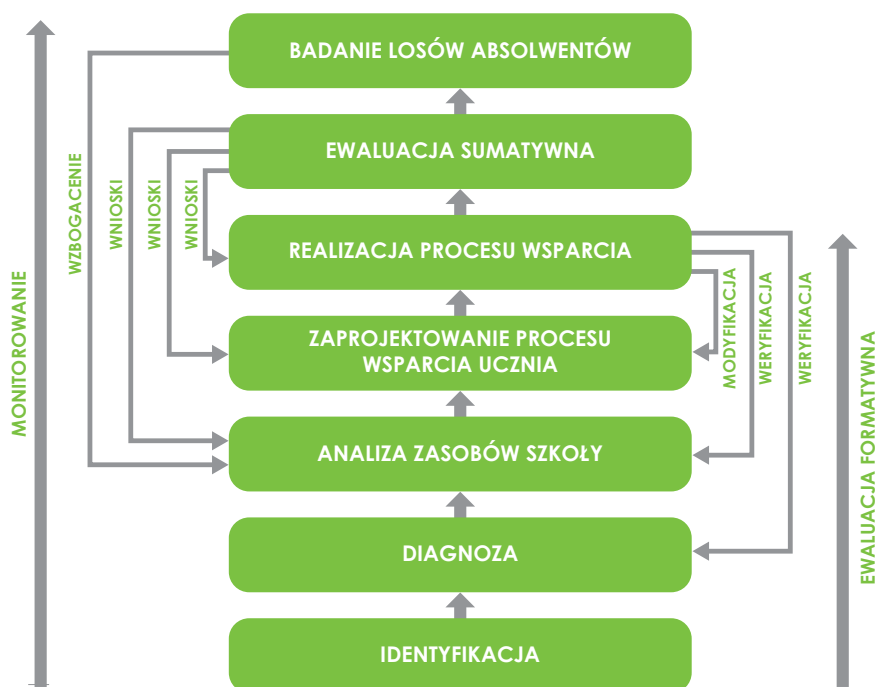 BADANIE LOSÓW ABSOLWENTÓW
EWALUACJA SUMATYWNA
REALIZACJA PROCESU WSPARCIA
ZAPROJEKTOWANIE PROCESU
WSPARCIA UCZNIA
ANALIZA ZASOBÓW SZKOŁY
DIAGNOZA
IDENTYFIKACJA
MONITOROWANIE
WZBOGACENIE
WNIOSKI
WNIOSKI
WNIOSKI
MODYFIKACJA
WERYFIKACJA
WERYFIKACJA
EWALUACJA FORMATYWNA